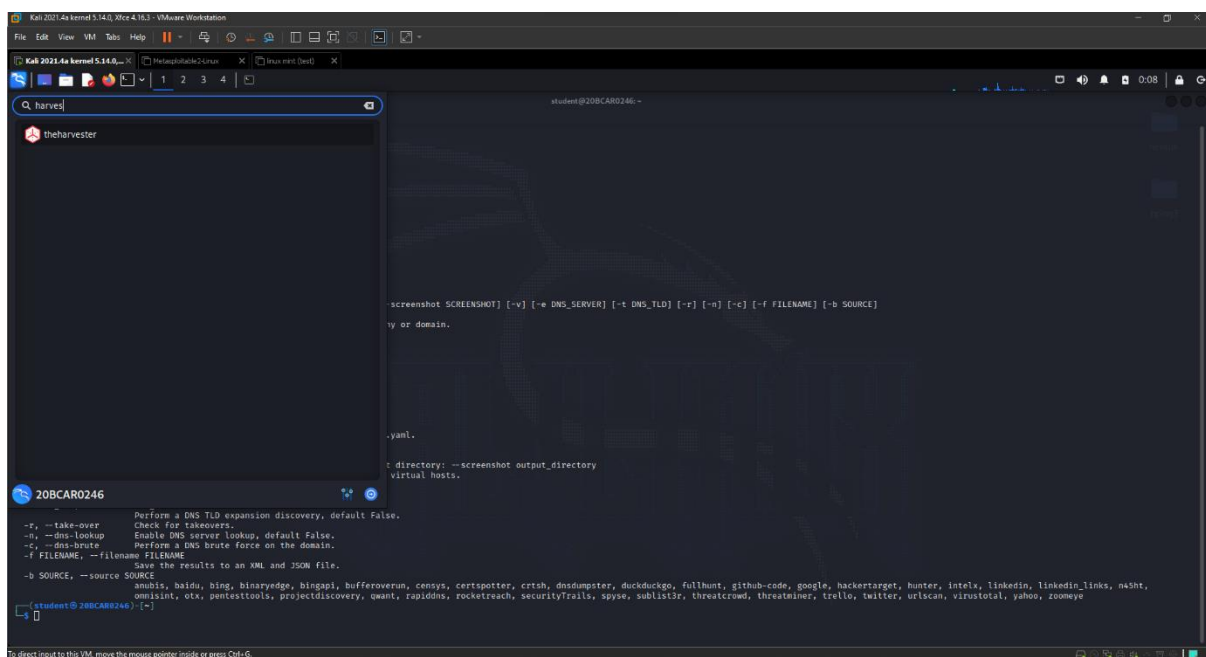 Kali 2021.4a kernel 5.14.0, Xfce 4.16.3 - VMware Workstation
File Edit View VM Tabs Help
Kali 2021.4a kernel 5.14.0,... Metasploitable2-Linux linux mint (test)
1 2 3 4 0:08
harves student@20BCAR0246: ~
theharvester
-screenshot SCREENSHOT] [-v] [-e DNS_SERVER] [-t DNS_TLD] [-r] [-n] [-c] [-f FILENAME] [-b SOURCE]
ny or domain.
.yaml.
t directory: --screenshot output_directory
virtual hosts.
20BCAR0246
Perform a DNS TLD expansion discovery, default False.
-r, --take-over Check for takeovers.
-n, --dns-lookup Enable DNS server lookup, default False.
-c, --dns-brute Perform a DNS brute force on the domain.
-f FILENAME, --filename FILENAME
Save the results to an XML and JSON file.
-b SOURCE, --source SOURCE
anubis, baidu, bing, binaryedge, bingapi, bufferoverun, censys, certspotter, crtsh, dnsdumpster, duckduckgo, fullhunt, github-code, google, hackertarget, hunter, intelx, linkedin, linkedin_links, n45ht,
omnisint, otx, pentesttools, projectdiscovery, qwant, rapiddns, rocketreach, securityTrails, spyse, sublist3r, threatcrowd, threatminer, trello, twitter, urlscan, virustotal, yahoo, zoomeye
(student㉿20BCAR0246)-[~]
$
To direct input to this VM, move the mouse pointer inside or press Ctrl+G.